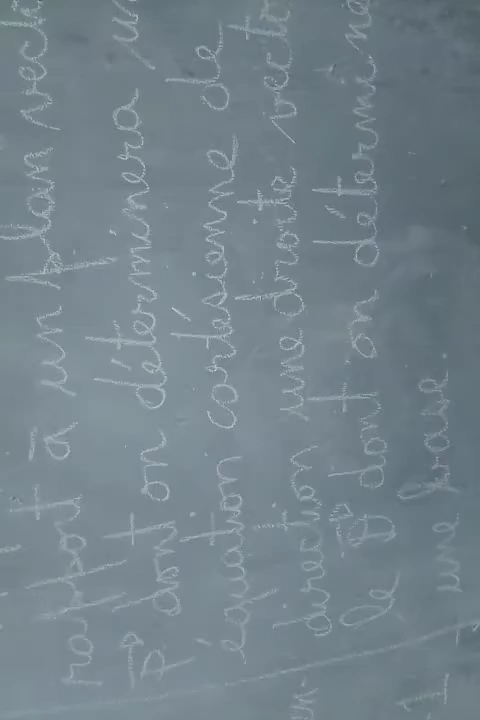 rapport à un plan vect
P dont on déterminera un
équation cartésienne de
direction une droite vecto
de D dont on détermine
une base.